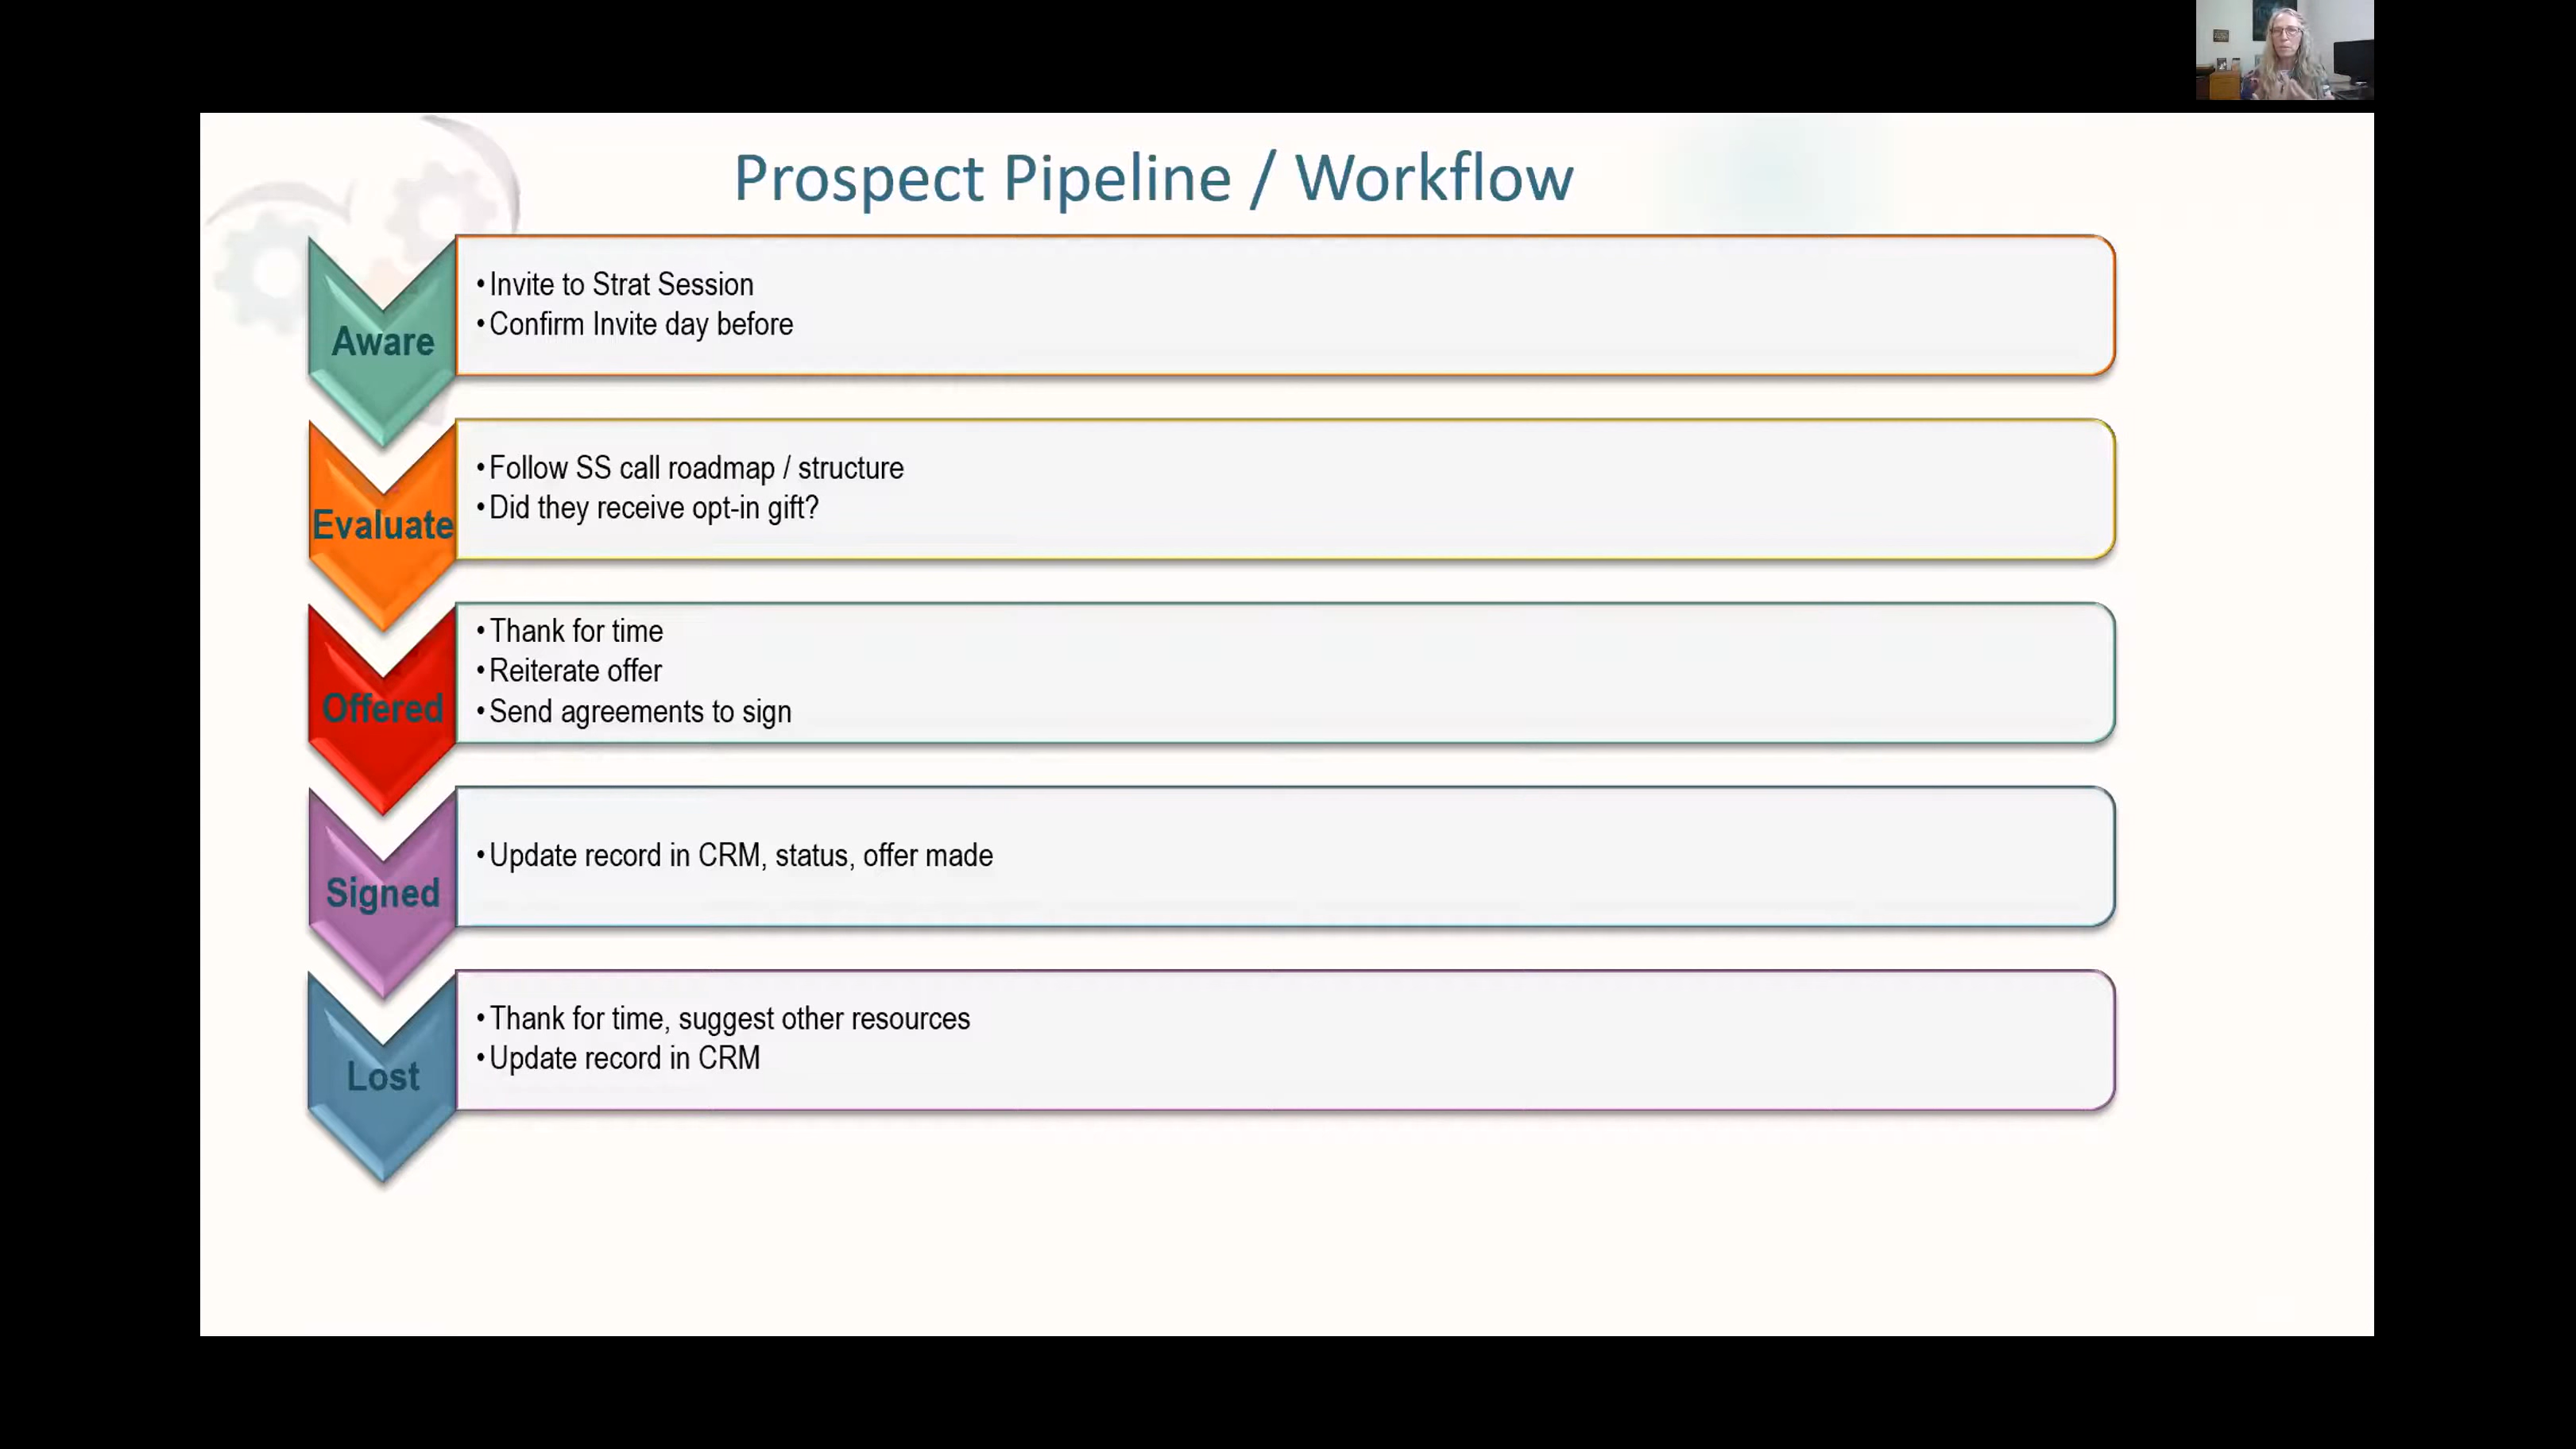 Prospect Pipeline / Workflow
Aware
•Invite to Strat Session
•Confirm Invite day before
Evaluate
•Follow SS call roadmap / structure
•Did they receive opt-in gift?
Offered
•Thank for time
•Reiterate offer
•Send agreements to sign
Signed
•Update record in CRM, status, offer made
Lost
•Thank for time, suggest other resources
•Update record in CRM